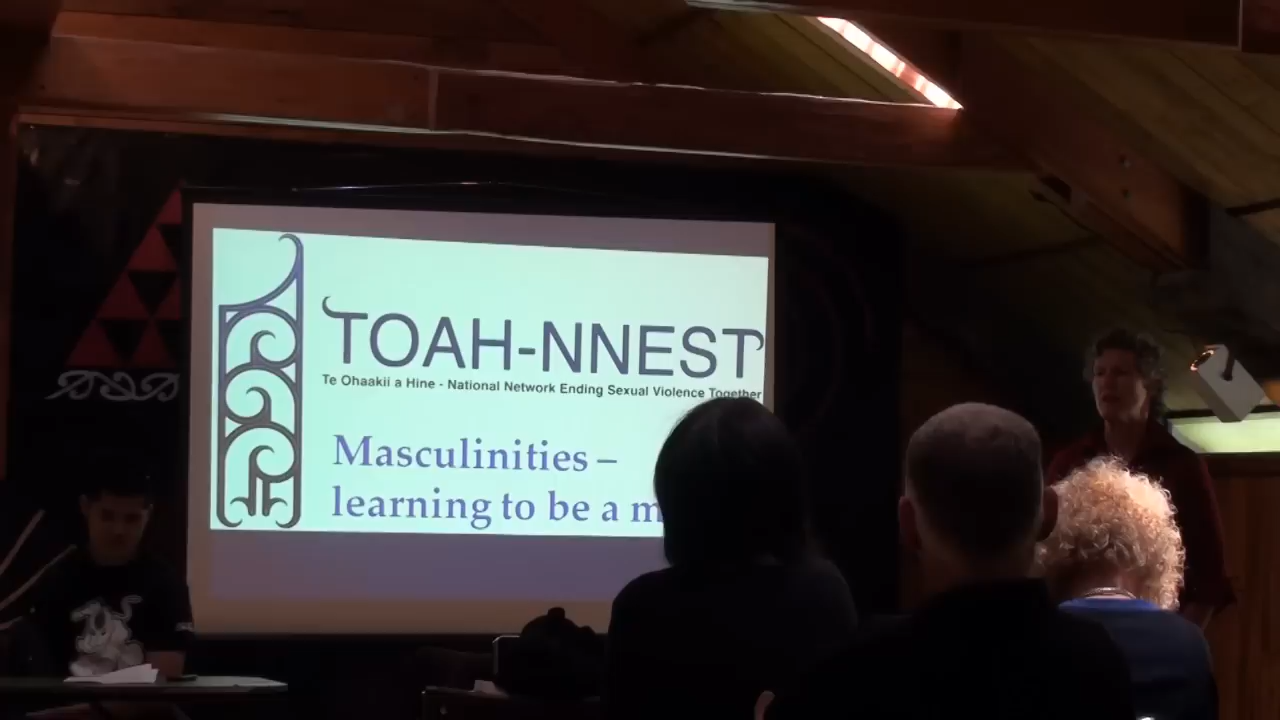 TOAH-NNEST
Te Ohaakii a Hine - National Network Ending Sexual Violence Together
Masculinities –
learning to be a m